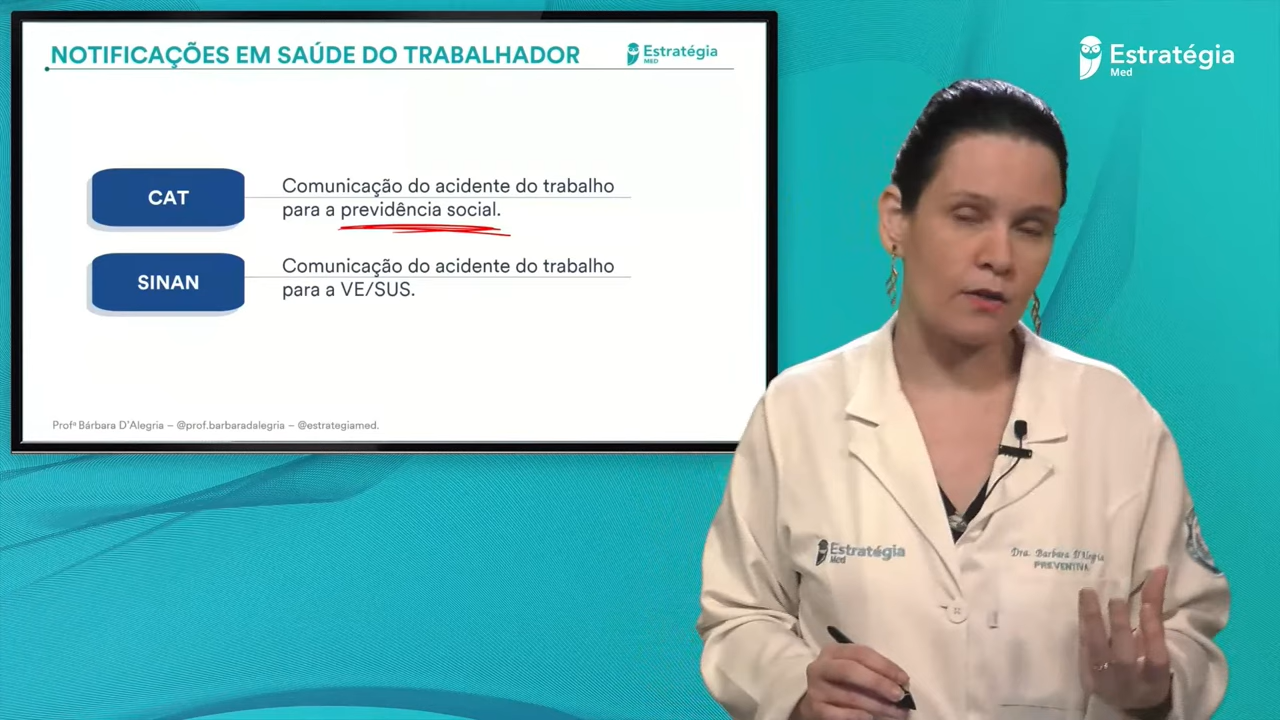 NOTIFICAÇÕES EM SAÚDE DO TRABALHADOR
Estratégia
MED
CAT
Comunicação do acidente do trabalho
para a previdência social.
SINAN
Comunicação do acidente do trabalho
para a VE/SUS.
Profª Bárbara D'Alegria – @prof.barbaradalegria – @estrategiamed.
Estratégia
Med
Estratégia
Med
Dra. Barbara D'Alegria
PREVENTIVA